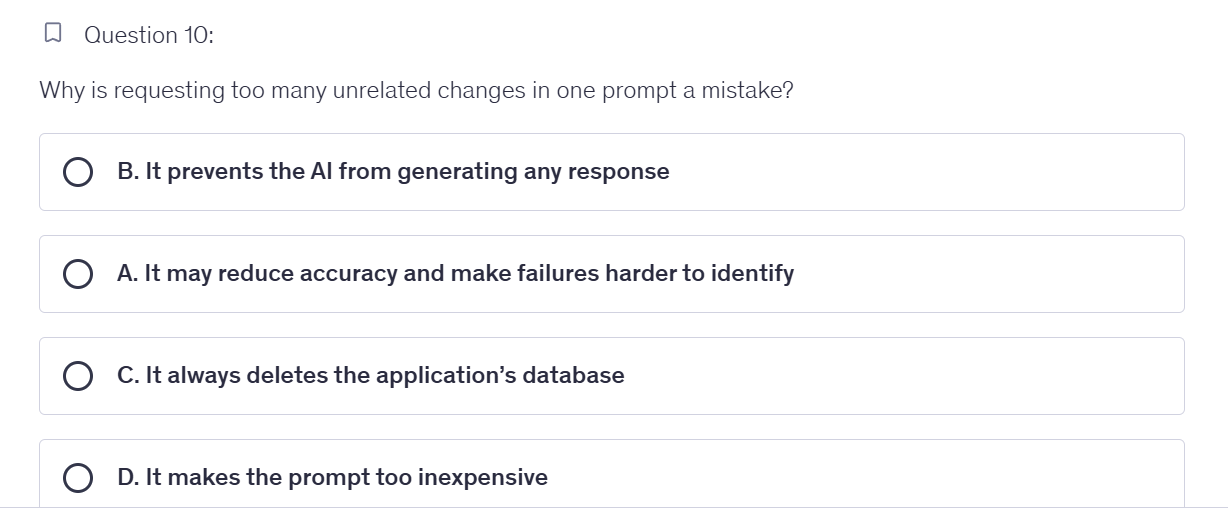 Question 10:
Why is requesting too many unrelated changes in one prompt a mistake?
B. It prevents the AI from generating any response
A. It may reduce accuracy and make failures harder to identify
C. It always deletes the application’s database
D. It makes the prompt too inexpensive